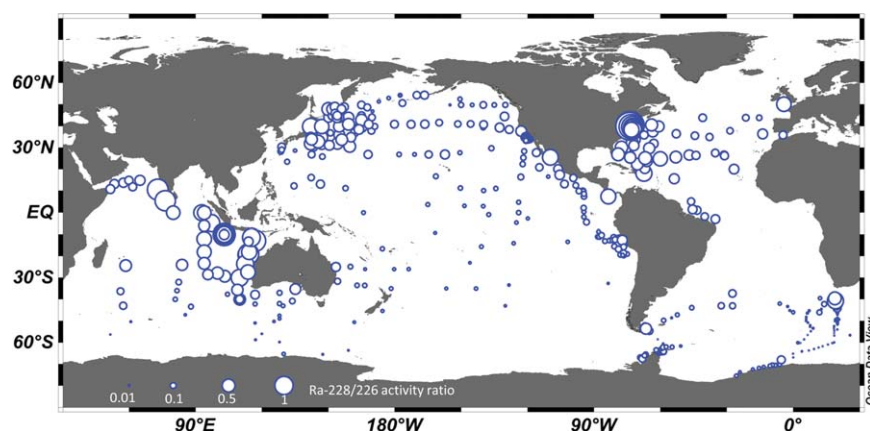 60°N
30°N
EQ
30°S
60°S
Ra-228/226 activity ratio
0.01 0.1 0.5 1
90°E 180°W 90°W 0°
Ocean Data View